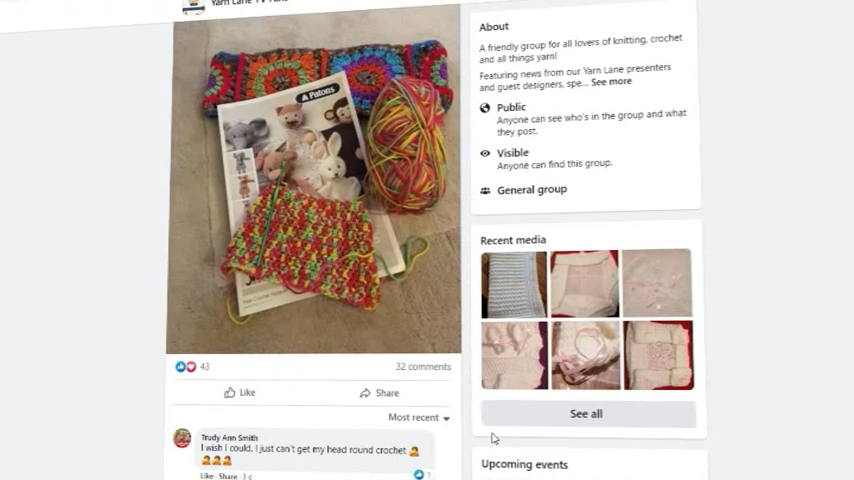 Yarn Lane TV Fans
Patons
43
32 comments
Like
Share
Most recent
Trudy Ann Smith
I wish I could, I just can't get my head round crochet
Like · Share · 3 d
1
About
A friendly group for all lovers of knitting, crochet
and all things yarn!
Featuring news from our Yarn Lane presenters
and guest designers, spe... See more
Public
Anyone can see who's in the group and what
they post.
Visible
Anyone can find this group.
General group
Recent media
See all
Upcoming events